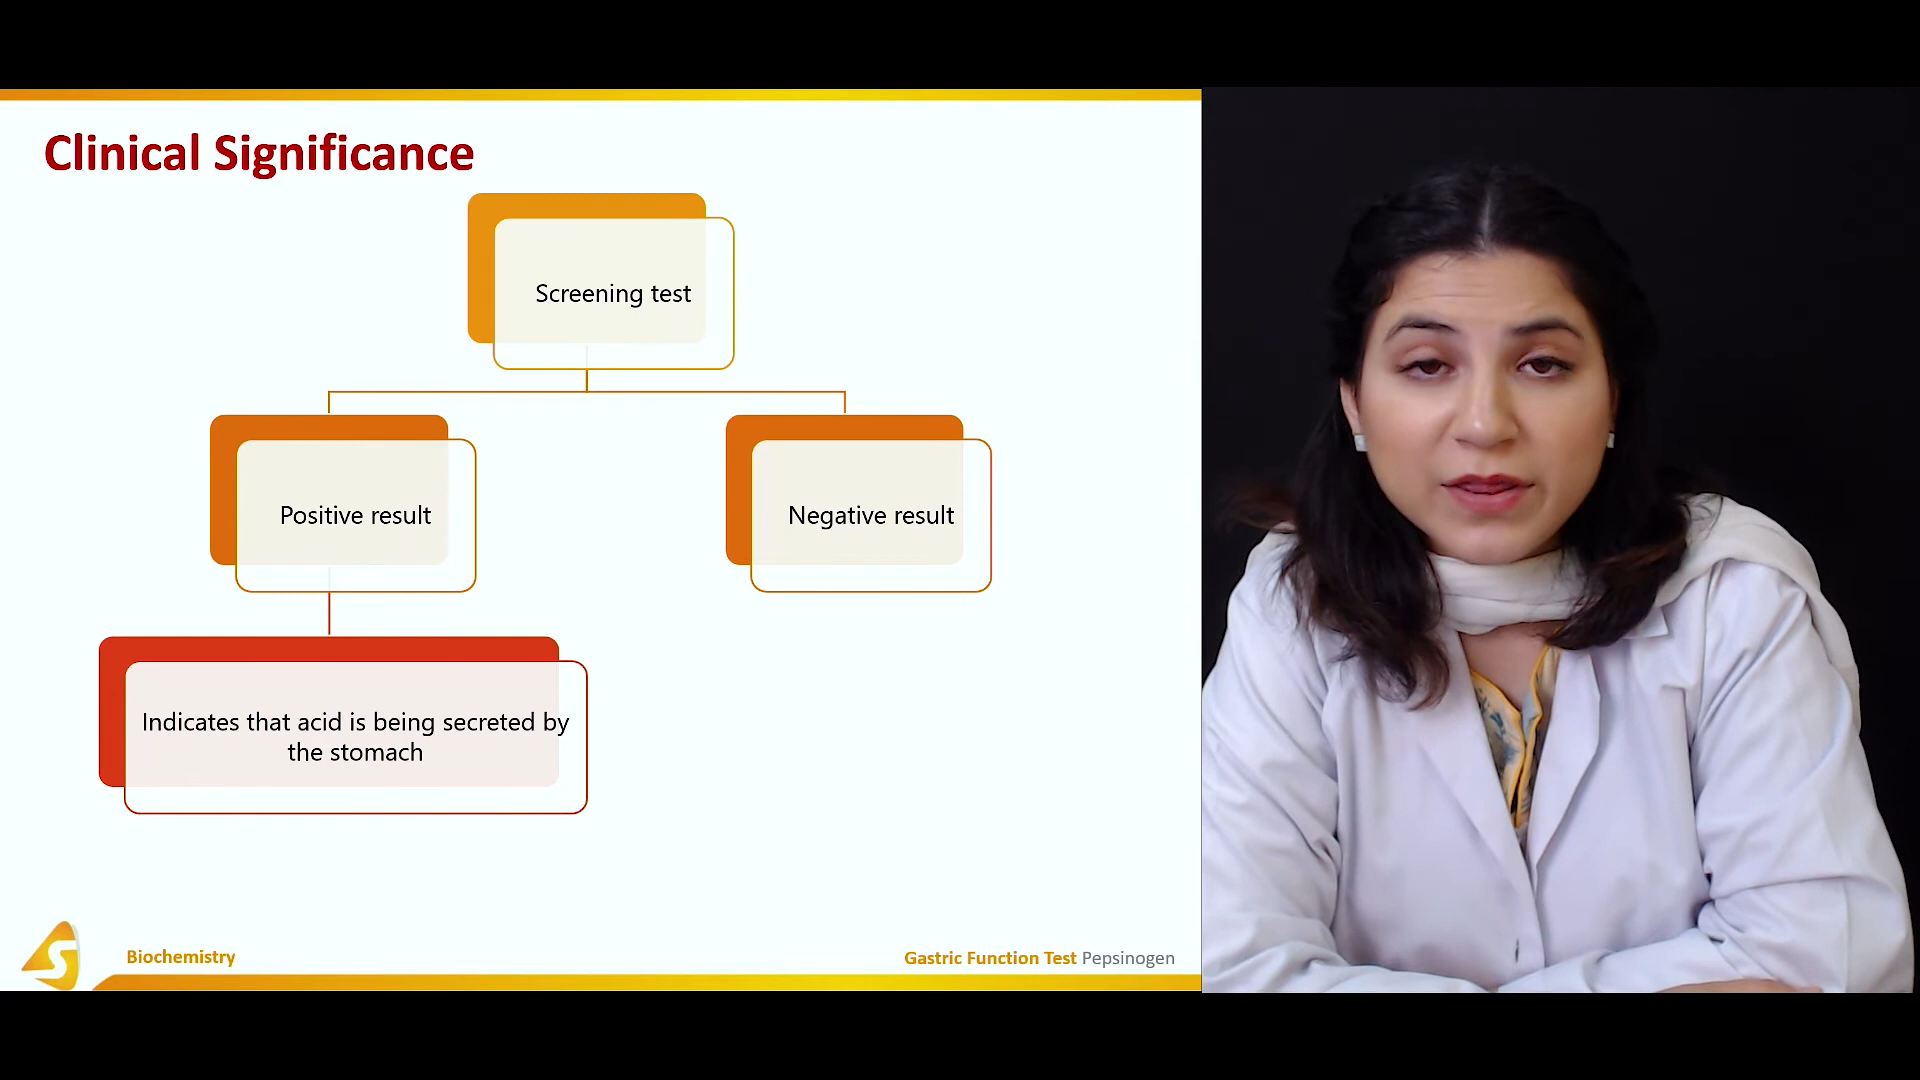 Clinical Significance
Screening test
Positive result
Negative result
Indicates that acid is being secreted by
the stomach
S
Biochemistry
Gastric Function Test Pepsinogen